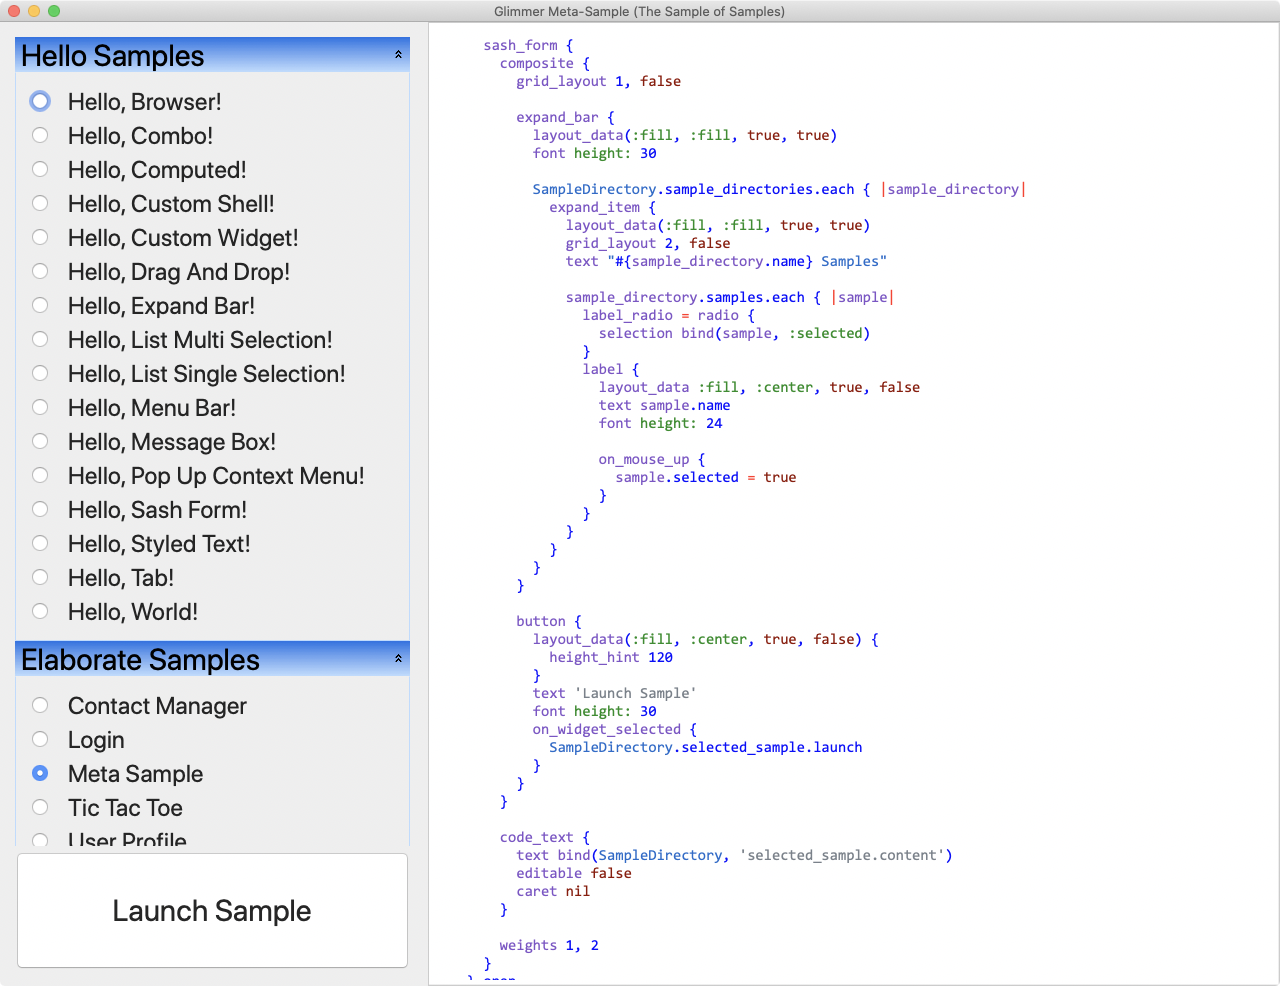 Glimmer Meta-Sample (The Sample of Samples)
Hello Samples
Hello, Browser!
Hello, Combo!
Hello, Computed!
Hello, Custom Shell!
Hello, Custom Widget!
Hello, Drag And Drop!
Hello, Expand Bar!
Hello, List Multi Selection!
Hello, List Single Selection!
Hello, Menu Bar!
Hello, Message Box!
Hello, Pop Up Context Menu!
Hello, Sash Form!
Hello, Styled Text!
Hello, Tab!
Hello, World!
Elaborate Samples
Contact Manager
Login
Meta Sample
Tic Tac Toe
User Profile
Launch Sample
sash_form {
composite {
grid_layout 1, false
expand_bar {
layout_data(:fill, :fill, true, true)
font height: 30
SampleDirectory.sample_directories.each { |sample_directory|
expand_item {
layout_data(:fill, :fill, true, true)
grid_layout 2, false
text "#{sample_directory.name} Samples"
sample_directory.samples.each { |sample|
label_radio = radio {
selection bind(sample, :selected)
}
label {
layout_data :fill, :center, true, false
text sample.name
font height: 24
on_mouse_up {
sample.selected = true
}
}
}
}
}
}
button {
layout_data(:fill, :center, true, false) {
height_hint 120
}
text 'Launch Sample'
font height: 30
on_widget_selected {
SampleDirectory.selected_sample.launch
}
}
}
code_text {
text bind(SampleDirectory, 'selected_sample.content')
editable false
caret nil
}
weights 1, 2
}